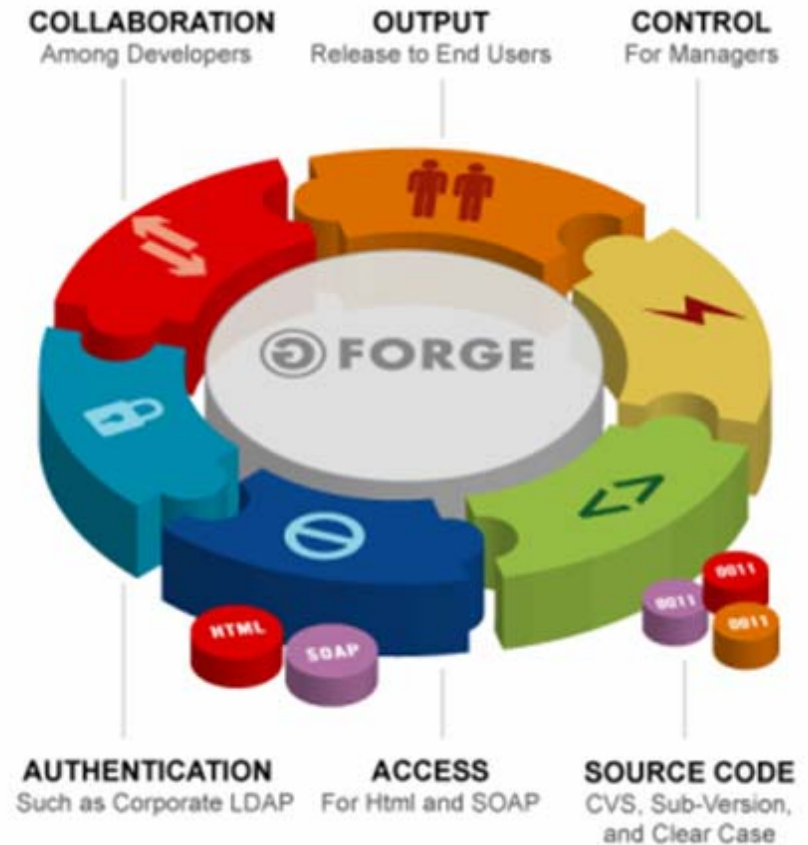 COLLABORATION
Among Developers
OUTPUT
Release to End Users
CONTROL
For Managers
G FORGE
HTML
SOAP
0011
0011
0011
AUTHENTICATION
Such as Corporate LDAP
ACCESS
For Html and SOAP
SOURCE CODE
CVS, Sub-Version,
and Clear Case